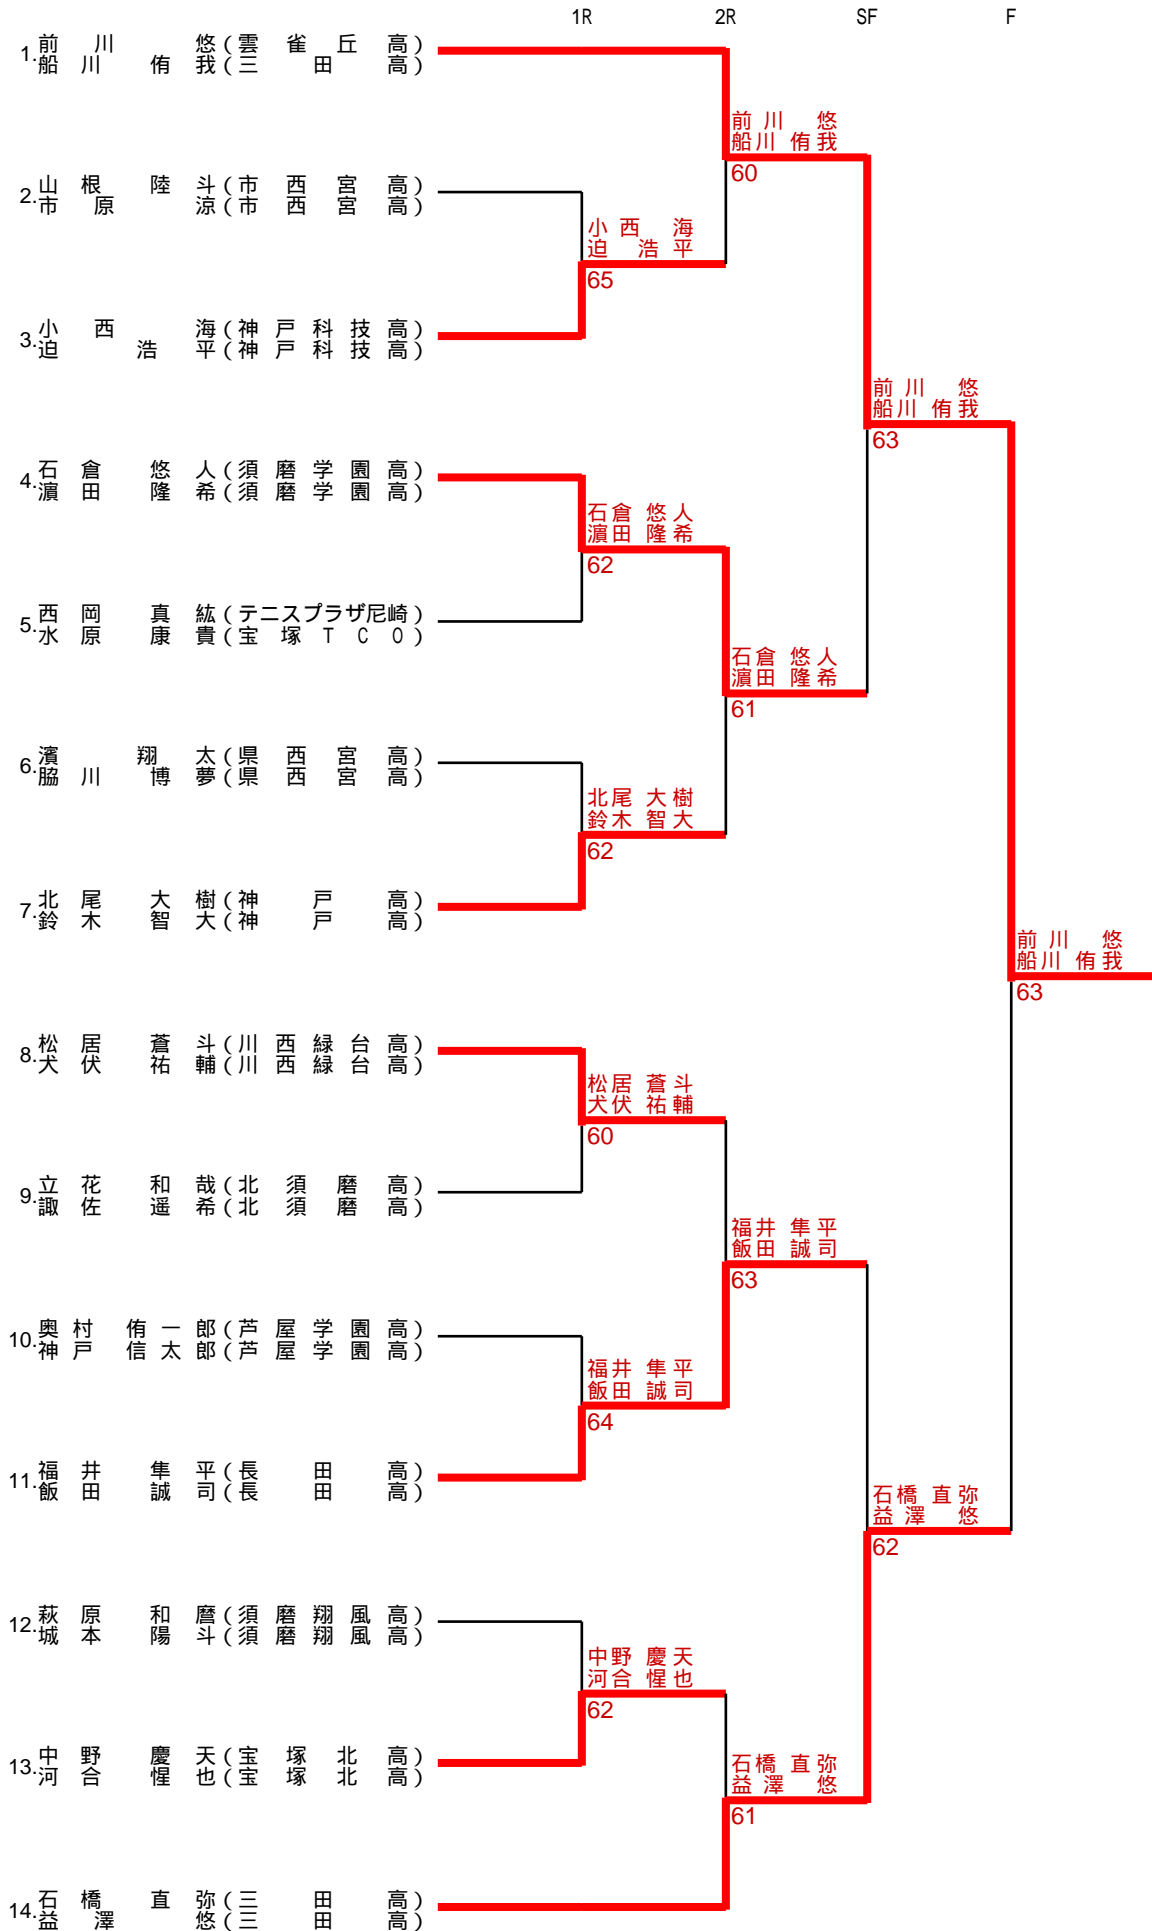 1R 2R SF F
1. 前川 悠(雲雀丘高)
船川 侑我(三田高)
前川 悠
船川 侑我
60
2. 山根 陸斗(市西宮高)
市原 涼(市西宮高)
小西 海
迫 浩平
65
3. 小西 海(神戸科技高)
迫 浩平(神戸科技高)
前川 悠
船川 侑我
63
4. 石倉 悠人(須磨学園高)
濵田 隆希(須磨学園高)
石倉 悠人
濵田 隆希
62
5. 西岡 真紘(テニスプラザ尼崎)
水原 康貴(宝塚TCO)
石倉 悠人
濵田 隆希
61
6. 濱 翔太(県西宮高)
脇川 博夢(県西宮高)
北尾 大樹
鈴木 智大
62
7. 北尾 大樹(神戸高)
鈴木 智大(神戸高)
前川 悠
船川 侑我
63
8. 松居 蒼斗(川西緑台高)
犬伏 祐輔(川西緑台高)
松居 蒼斗
犬伏 祐輔
60
9. 立花 和哉(北須磨高)
諏佐 遥希(北須磨高)
福井 隼平
飯田 誠司
63
10. 奥村 侑一郎(芦屋学園高)
神戸 信太郎(芦屋学園高)
福井 隼平
飯田 誠司
64
11. 福井 隼平(長田高)
飯田 誠司(長田高)
石橋 直弥
益澤 悠
62
12. 萩原 和麿(須磨翔風高)
城本 陽斗(須磨翔風高)
中野 慶天
河合 惺也
62
13. 中野 慶天(宝塚北高)
河合 惺也(宝塚北高)
石橋 直弥
益澤 悠
61
14. 石橋 直弥(三田高)
益澤 悠(三田高)